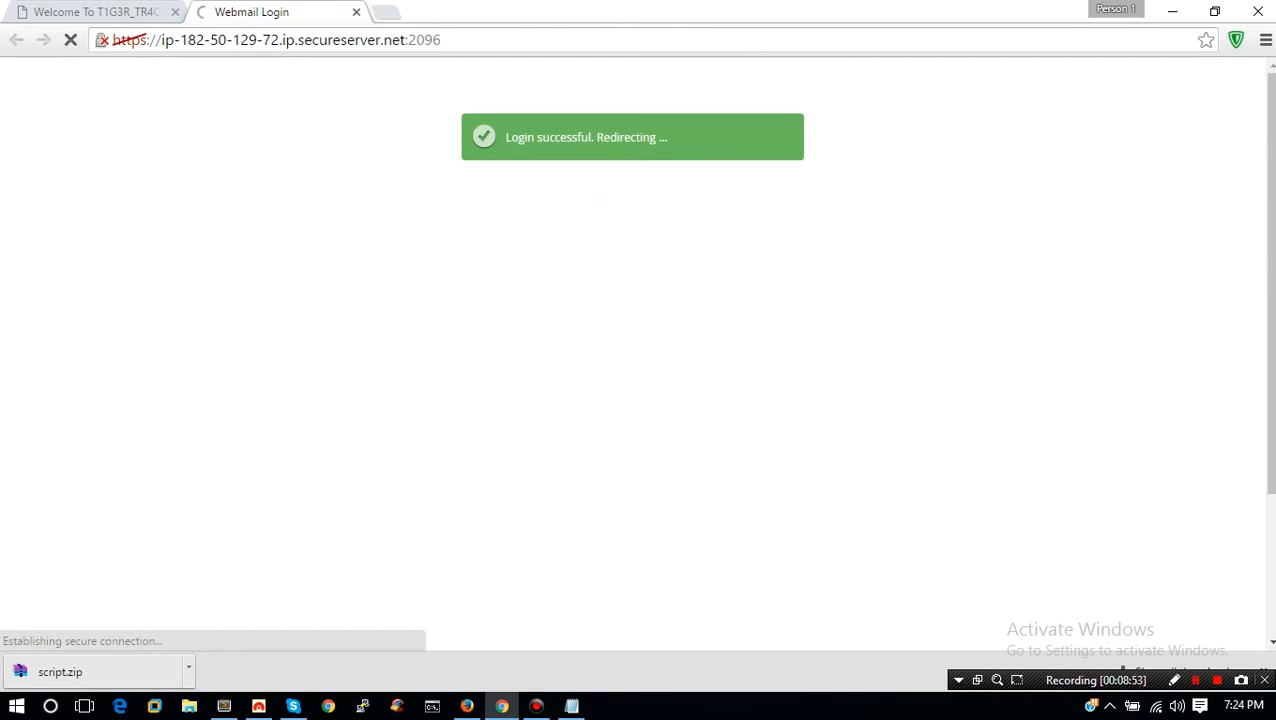 Welcome To T1G3R_TR4C
Webmail Login
Person 1
https://ip-182-50-129-72.ip.secureserver.net:2096
Login successful. Redirecting ...
Establishing secure connection...
Activate Windows
Go to Settings to activate Windows.
script.zip
Recording [00:08:53]
7:24 PM